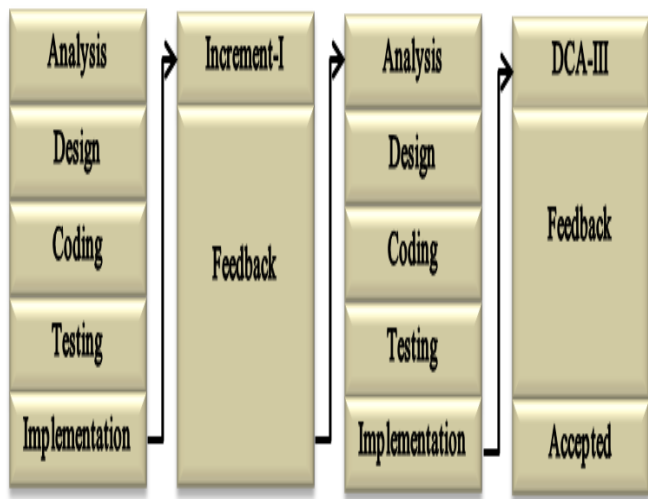 Analysis
Design
Coding
Testing
Implementation
Increment-I
Feedback
Analysis
Design
Coding
Testing
Implementation
DCA-III
Feedback
Accepted